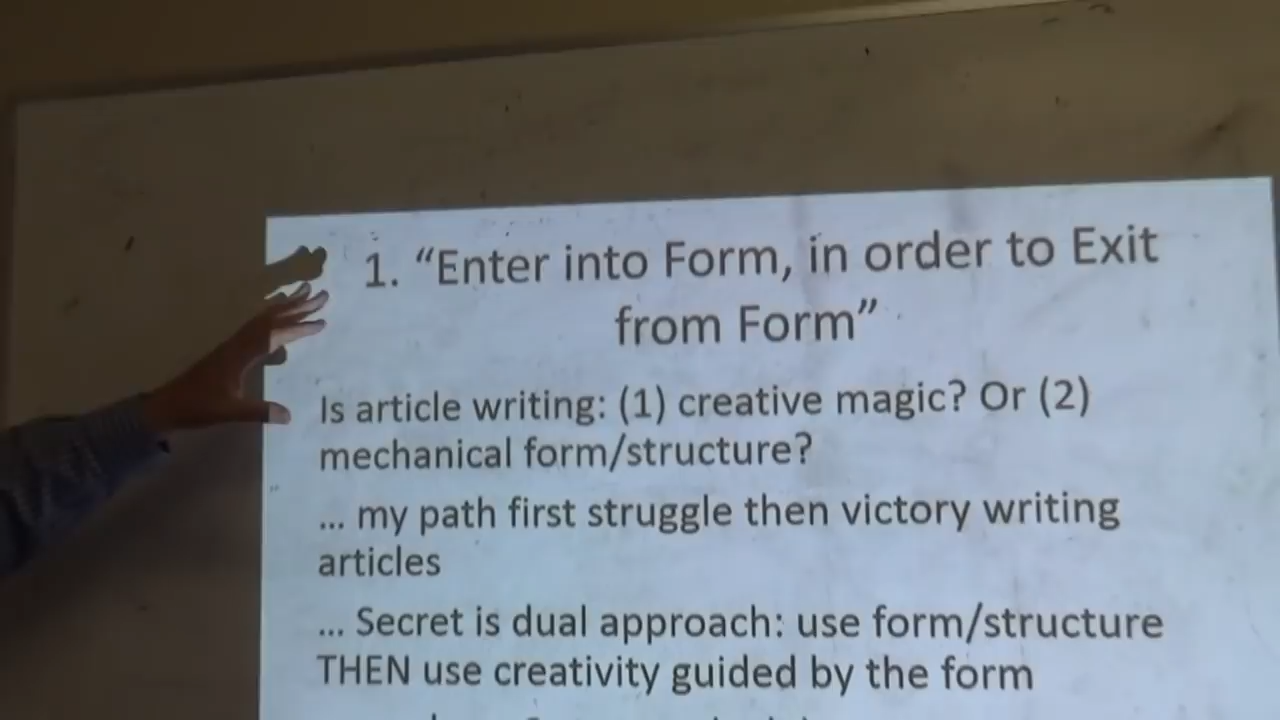 1. “Enter into Form, in order to Exit
from Form”
Is article writing: (1) creative magic? Or (2)
mechanical form/structure?
... my path first struggle then victory writing
articles
... Secret is dual approach: use form/structure
THEN use creativity guided by the form